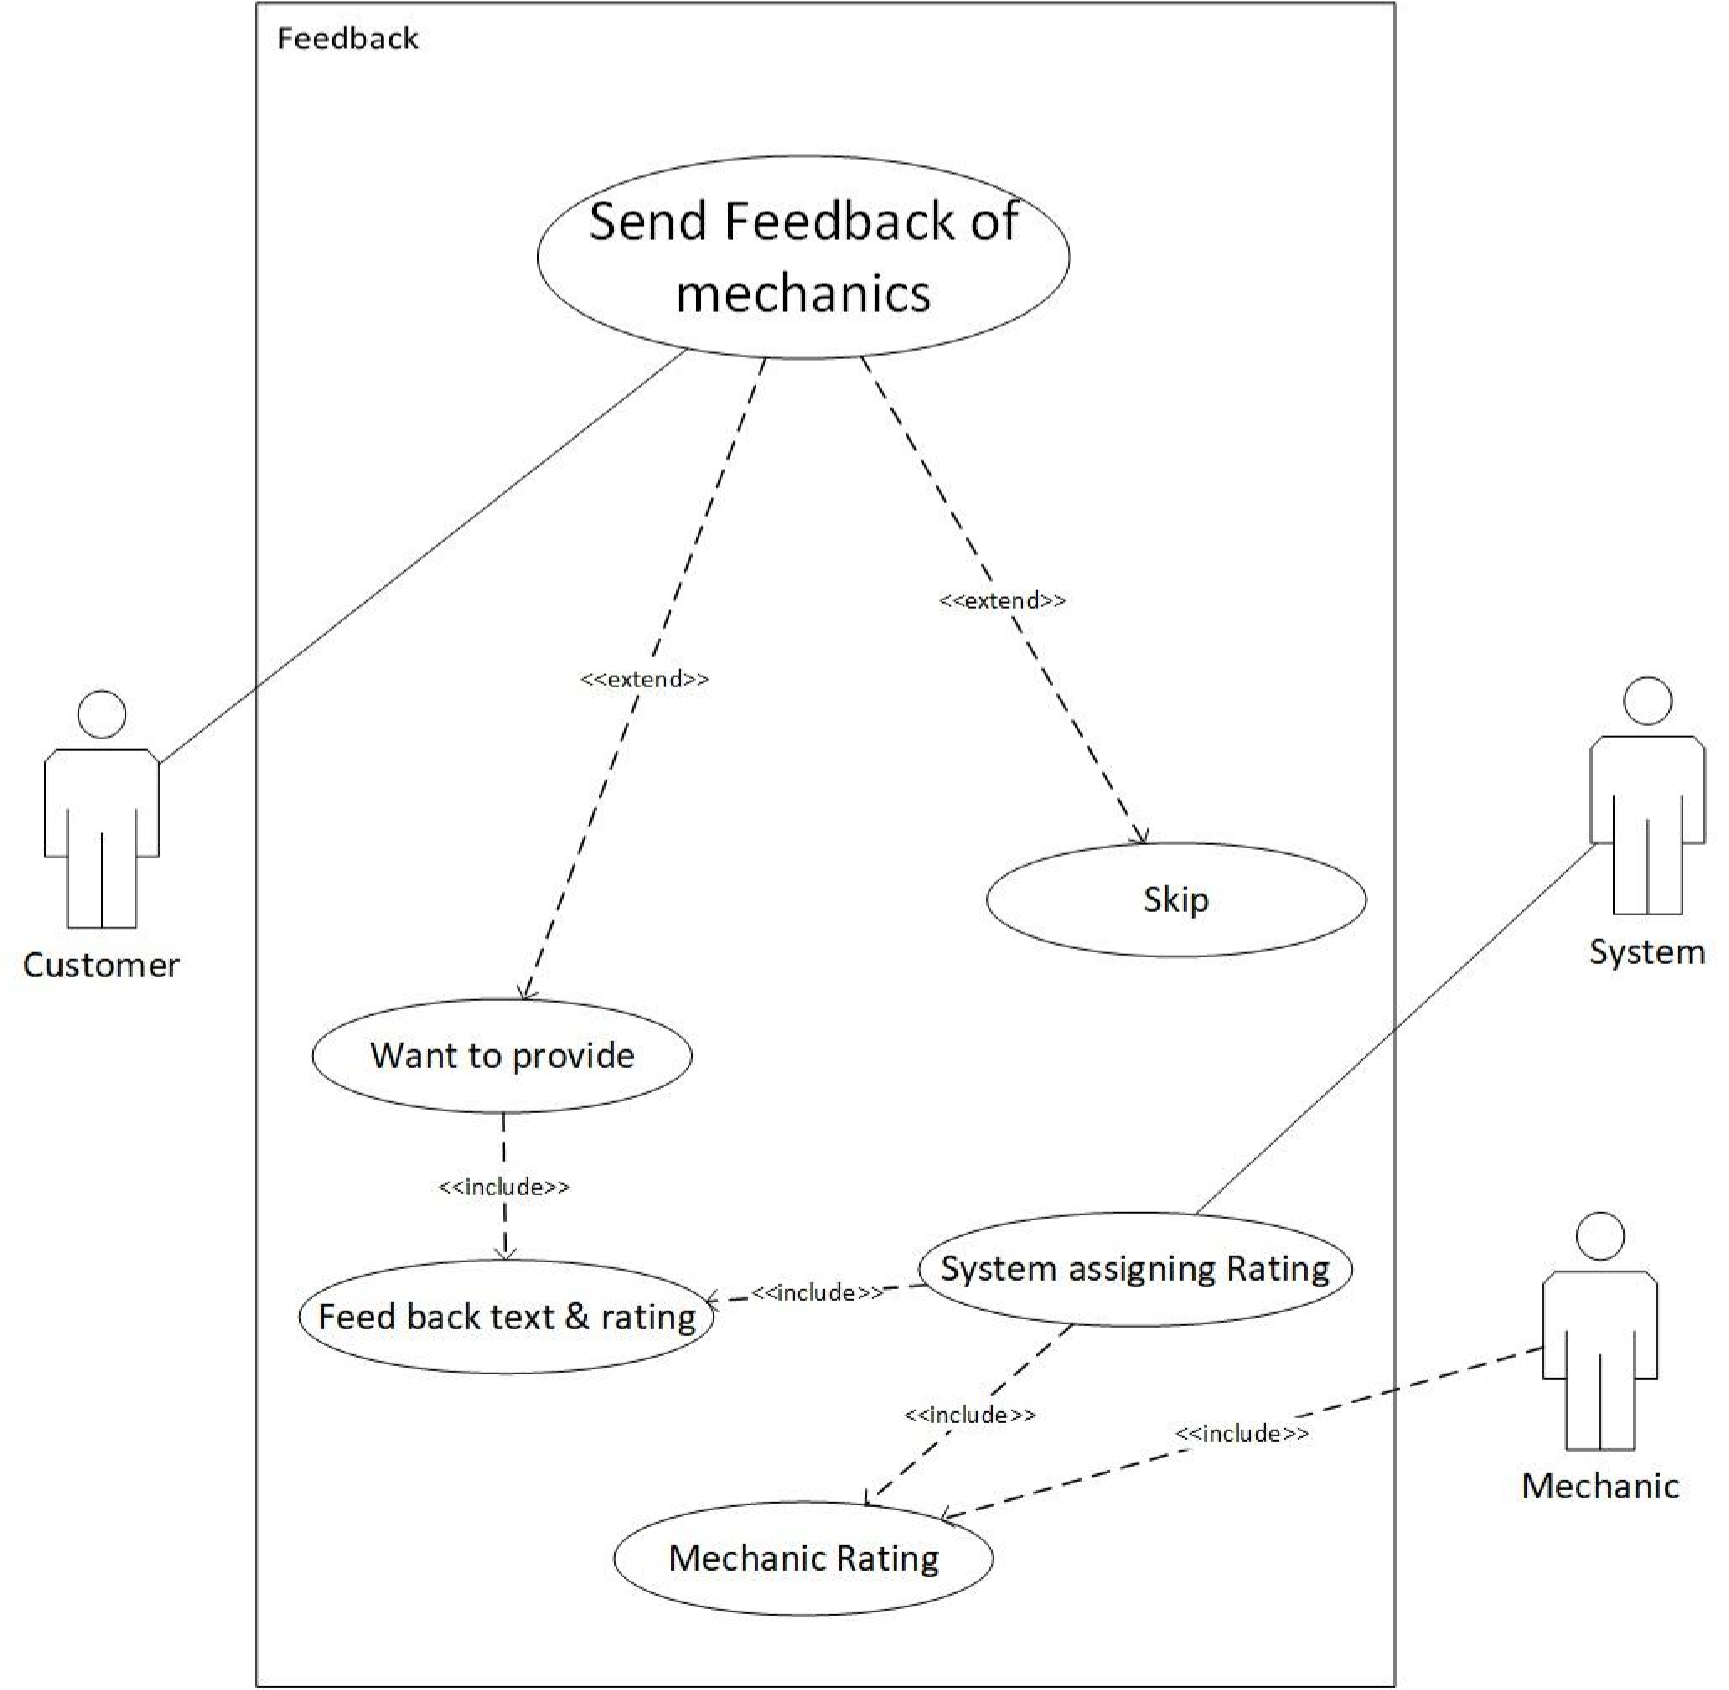 Feedback
Send Feedback of
mechanics
<<extend>>
<<extend>>
Skip
Customer
System
Want to provide
<<include>>
System assigning Rating
<<include>>
Feed back text & rating
<<include>>
<<include>>
Mechanic
Mechanic Rating